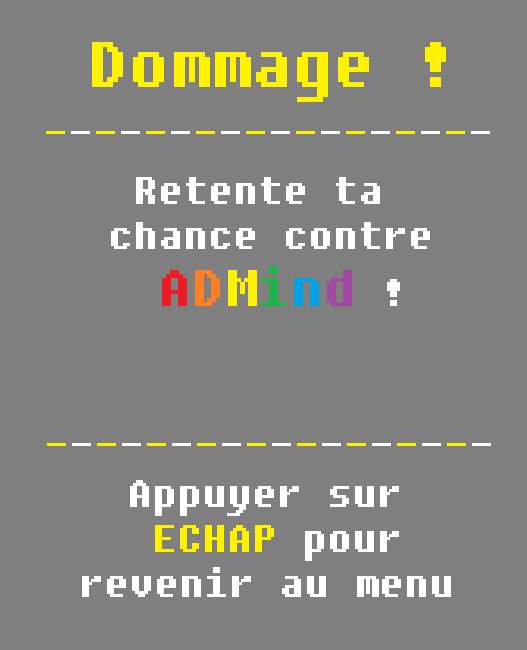 Dommage !
Retente ta
chance contre
ADMind !
Appuyer sur
ECHAP pour
revenir au menu